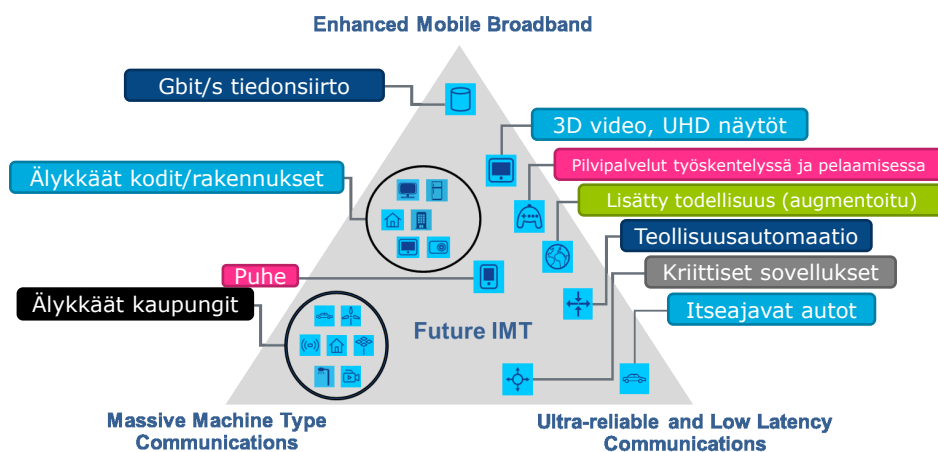 Enhanced Mobile Broadband
Gbit/s tiedonsiirto
3D video, UHD näytöt
Pilvipalvelut työskentelyssä ja pelaamisessa
Älykkäät kodit/rakennukset
Lisätty todellisuus (augmentoitu)
Teollisuusautomaatio
Puhe
Kriittiset sovellukset
Älykkäät kaupungit
Itseajavat autot
Future IMT
Massive Machine Type
Communications
Ultra-reliable and Low Latency
Communications